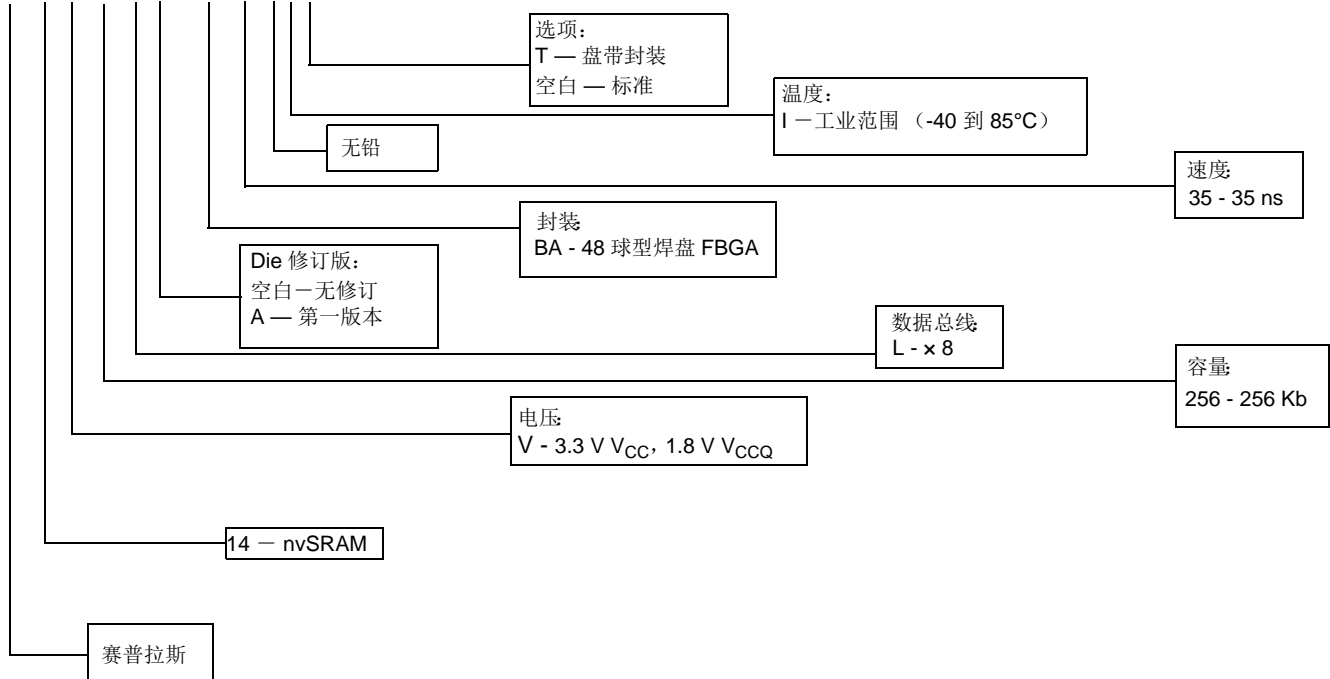 选项：
T — 盘带封装
空白 — 标准
温度：
I －工业范围 （-40 到 85°C）
无铅
速度:
35 - 35 ns
封装:
BA - 48 球型焊盘 FBGA
Die 修订版：
空白－无修订
A — 第一版本
数据总线:
L - × 8
容量:
256 - 256 Kb
电压:
V - 3.3 V VCC，1.8 V VCCQ
14 － nvSRAM
赛普拉斯